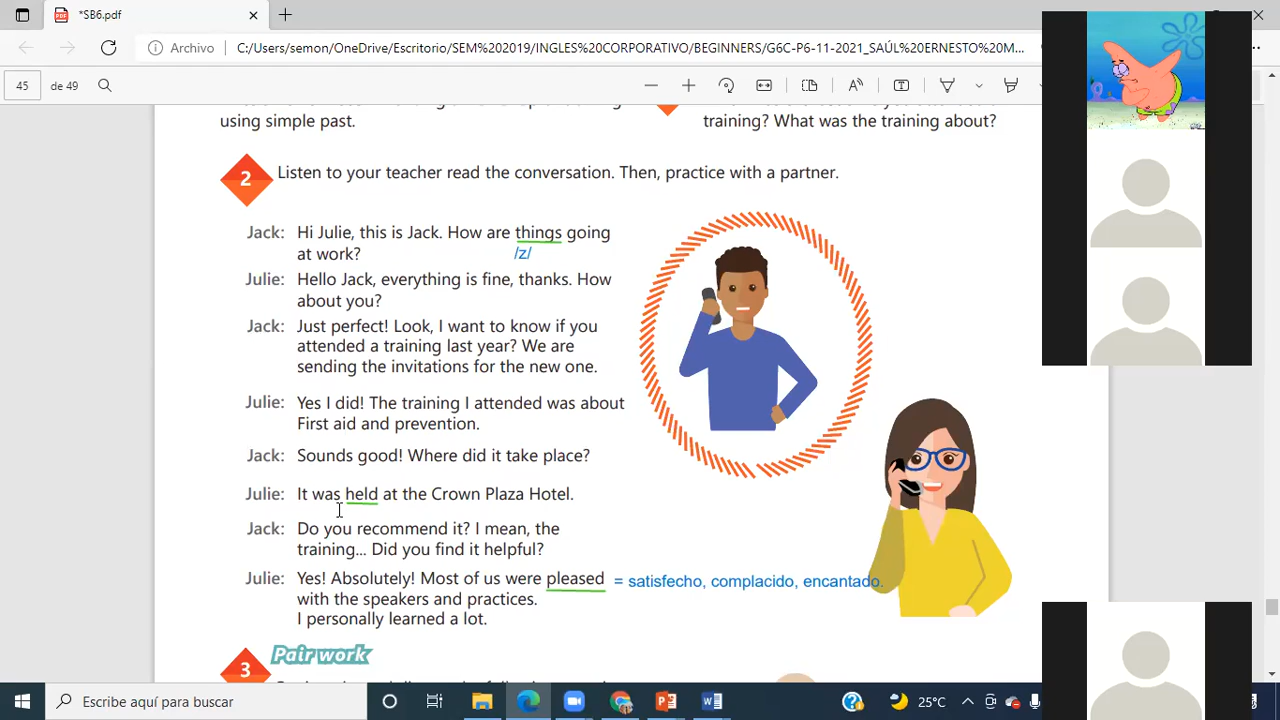 *SB6.pdf
Archivo
C:/Users/semon/OneDrive/Escritorio/SEM%202019/INGLES%20CORPORATIVO/BEGINNERS/G6C-P6-11-2021_SAÚL%20ERNESTO%20M...
45 de 49
using simple past.
training? What was the training about?
2 Listen to your teacher read the conversation. Then, practice with a partner.
Jack: Hi Julie, this is Jack. How are things going
at work?
/z/
Julie: Hello Jack, everything is fine, thanks. How
about you?
Jack: Just perfect! Look, I want to know if you
attended a training last year? We are
sending the invitations for the new one.
Julie: Yes I did! The training I attended was about
First aid and prevention.
Jack: Sounds good! Where did it take place?
Julie: It was held at the Crown Plaza Hotel.
Jack: Do you recommend it? I mean, the
training... Did you find it helpful?
Julie: Yes! Absolutely! Most of us were pleased = satisfecho, complacido, encantado.
with the speakers and practices.
I personally learned a lot.
3 Pair work
Escribe aquí para buscar
25°C